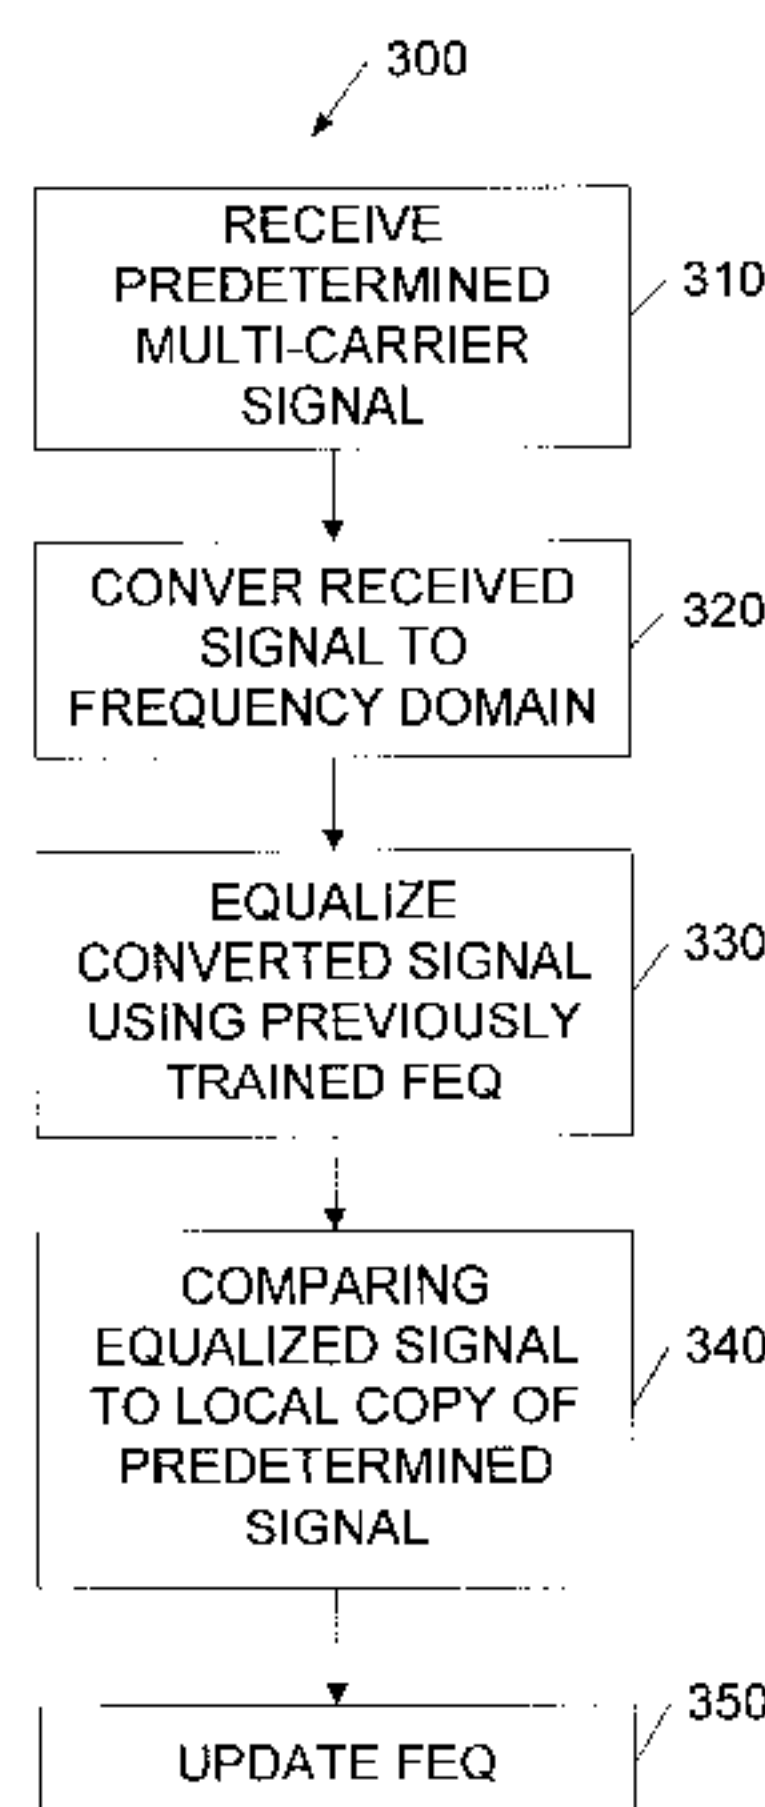 300
RECEIVE
PREDETERMINED
MULTI-CARRIER
SIGNAL
310
CONVER RECEIVED
SIGNAL TO
FREQUENCY DOMAIN
320
EQUALIZE
CONVERTED SIGNAL
USING PREVIOUSLY
TRAINED FEQ
330
COMPARING
EQUALIZED SIGNAL
TO LOCAL COPY OF
PREDETERMINED
SIGNAL
340
UPDATE FEQ
350